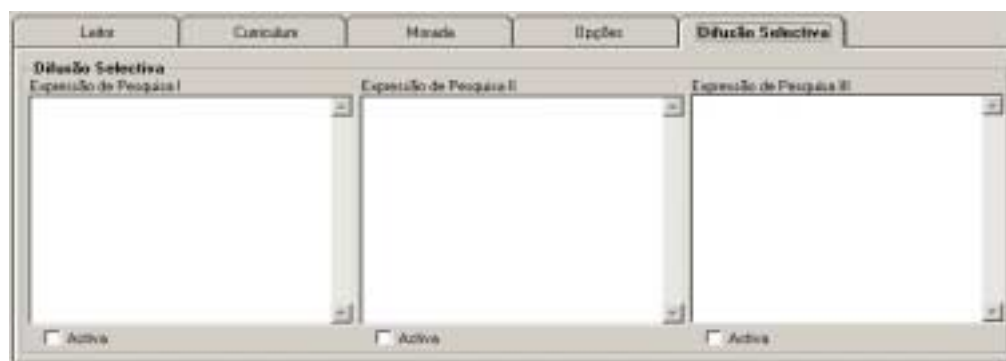 Leitor Curriculum Morada Opções Difusão Selectiva
Difusão Selectiva
Expressão de Pesquisa I Expressão de Pesquisa II Expressão de Pesquisa III
Activa Activa Activa